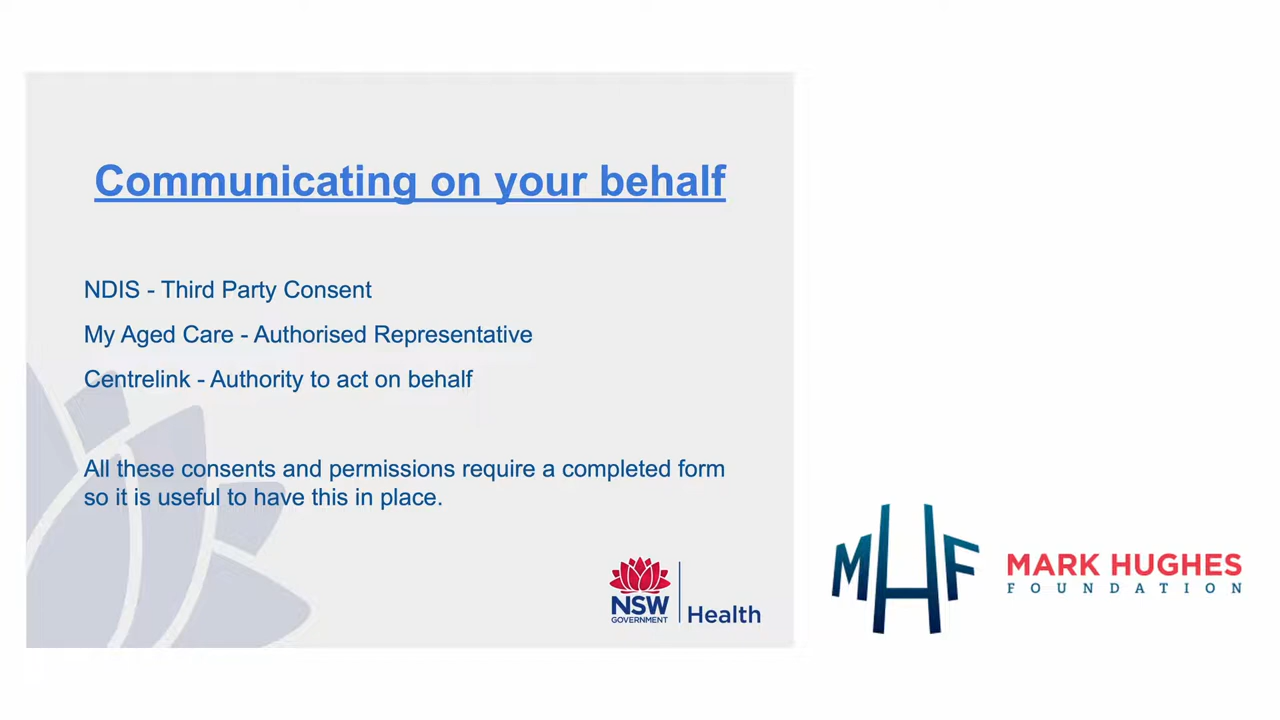 Communicating on your behalf
NDIS - Third Party Consent
My Aged Care - Authorised Representative
Centrelink - Authority to act on behalf
All these consents and permissions require a completed form
so it is useful to have this in place.
NSW
GOVERNMENT
Health
MHF
MARK HUGHES
FOUNDATION